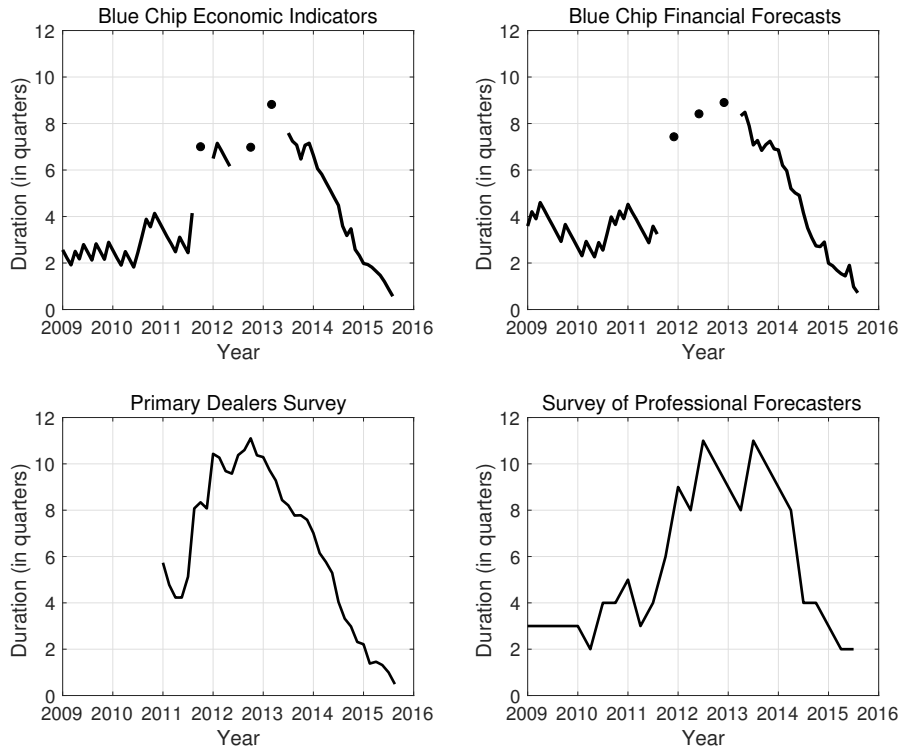 Blue Chip Economic Indicators
Duration (in quarters)
12
10
8
6
4
2
0
2009 2010 2011 2012 2013 2014 2015 2016
Year
Blue Chip Financial Forecasts
Duration (in quarters)
12
10
8
6
4
2
0
2009 2010 2011 2012 2013 2014 2015 2016
Year
Primary Dealers Survey
Duration (in quarters)
12
10
8
6
4
2
0
2009 2010 2011 2012 2013 2014 2015 2016
Year
Survey of Professional Forecasters
Duration (in quarters)
12
10
8
6
4
2
0
2009 2010 2011 2012 2013 2014 2015 2016
Year